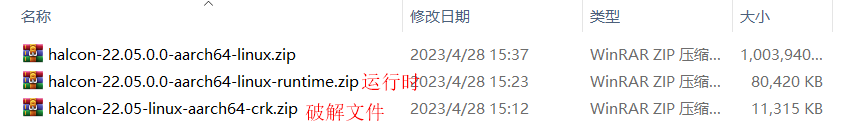 名称 修改日期 类型 大小
halcon-22.05.0.0-aarch64-linux.zip 2023/4/28 15:37 WinRAR ZIP 压缩... 1,003,940...
halcon-22.05.0.0-aarch64-linux-runtime.zip 运行时 2023/4/28 15:23 WinRAR ZIP 压缩... 80,420 KB
halcon-22.05-linux-aarch64-crk.zip 破解文件 2023/4/28 15:12 WinRAR ZIP 压缩... 11,315 KB